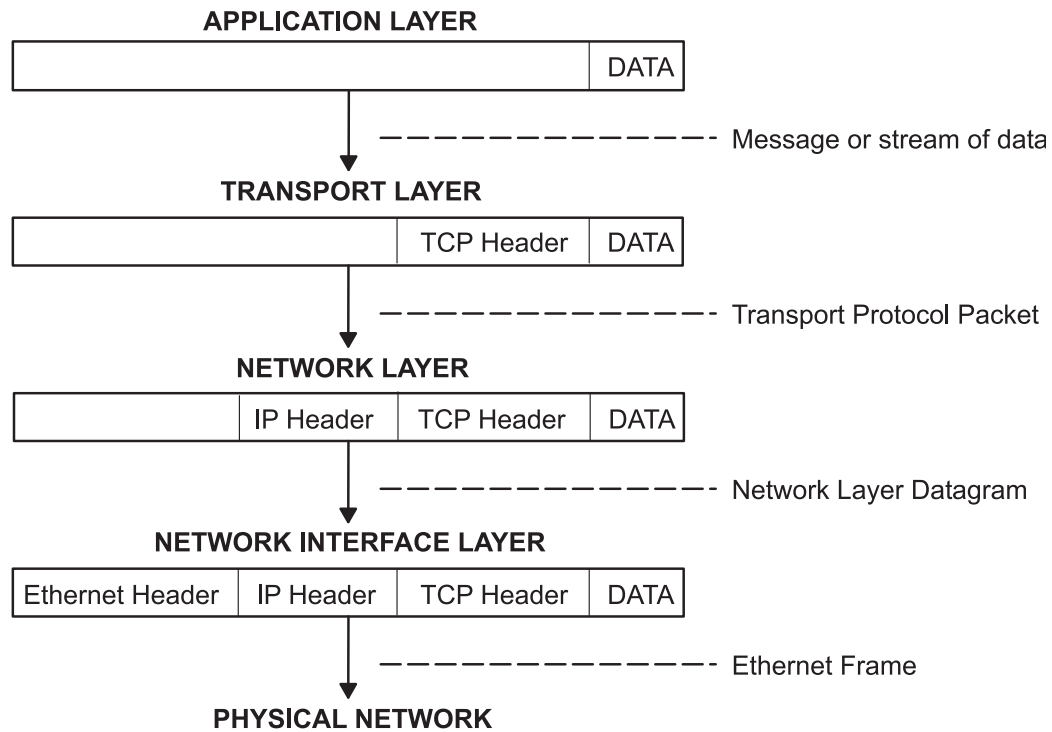 APPLICATION LAYER
DATA
Message or stream of data
TRANSPORT LAYER
TCP Header DATA
Transport Protocol Packet
NETWORK LAYER
IP Header TCP Header DATA
Network Layer Datagram
NETWORK INTERFACE LAYER
Ethernet Header IP Header TCP Header DATA
Ethernet Frame
PHYSICAL NETWORK